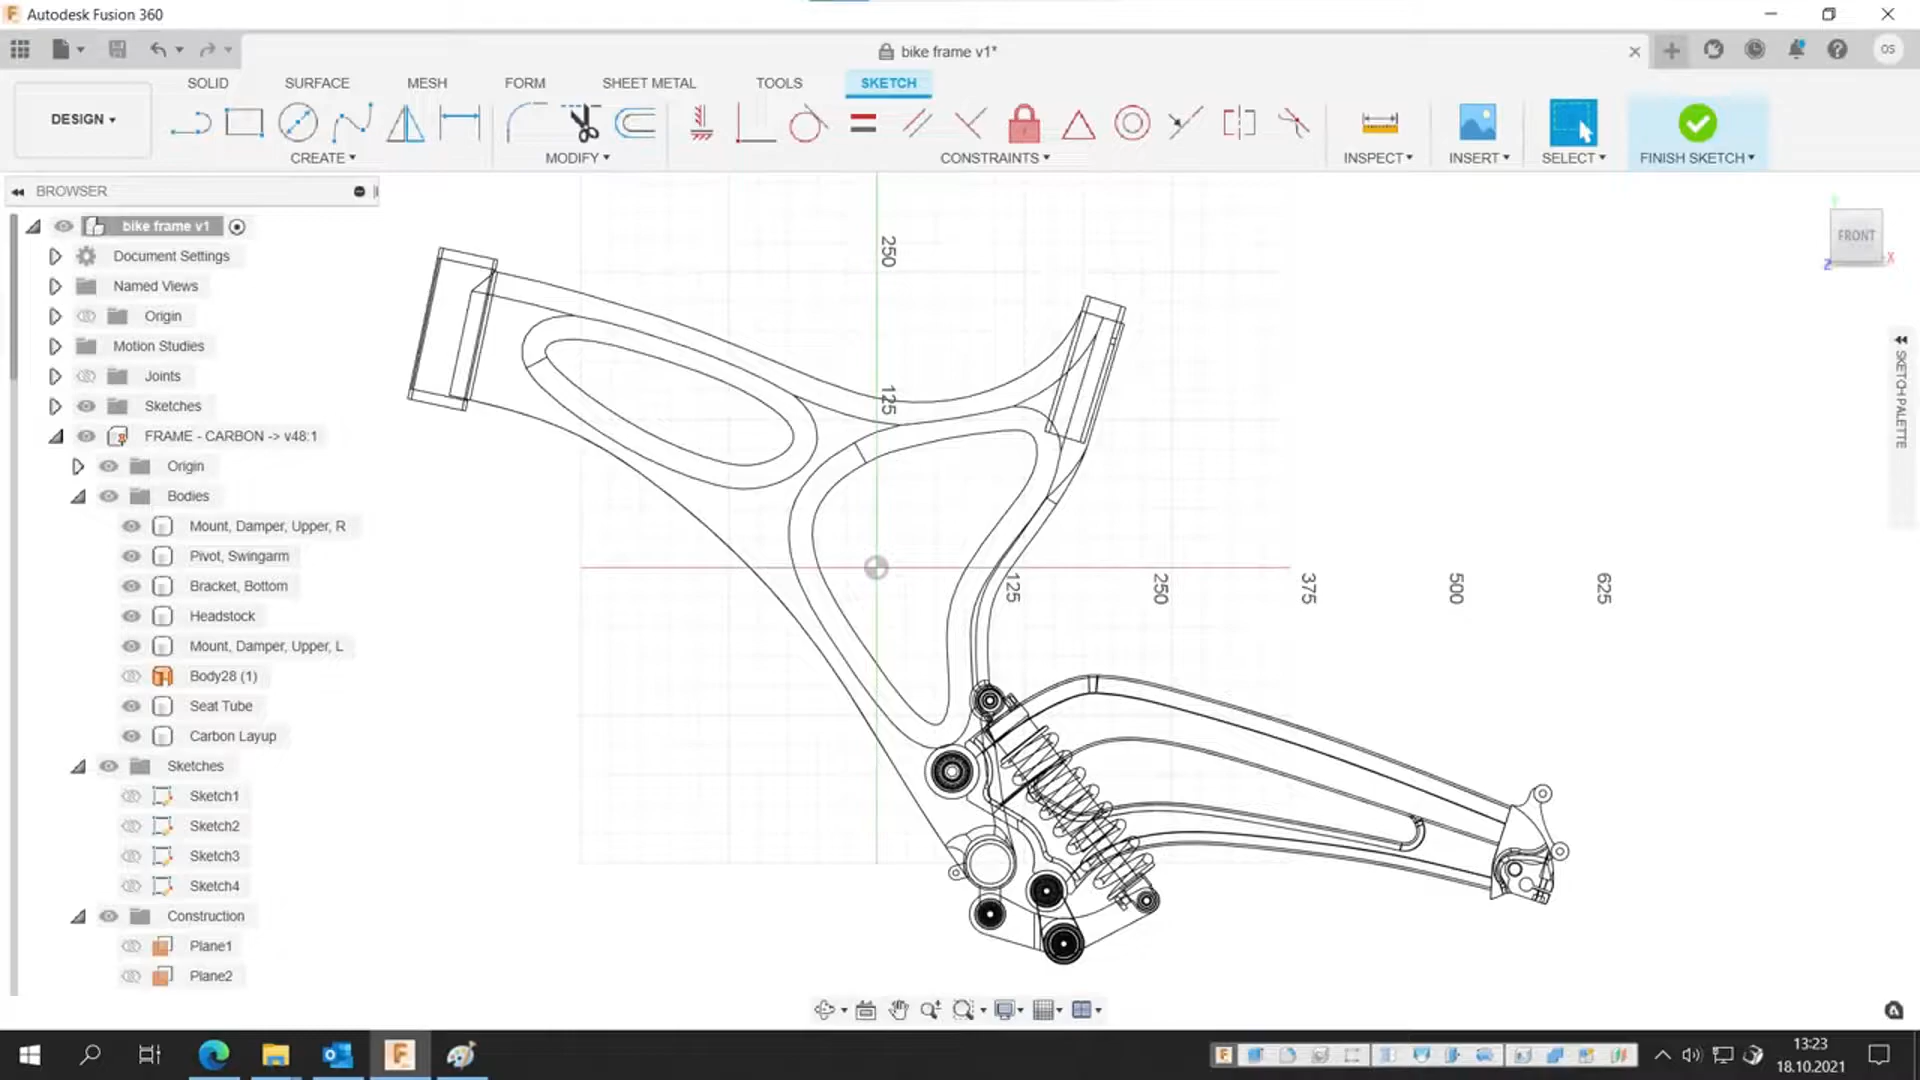 Autodesk Fusion 360
bike frame v1*
OS
SOLID SURFACE MESH FORM SHEET METAL TOOLS SKETCH
DESIGN
CREATE MODIFY CONSTRAINTS INSPECT INSERT SELECT FINISH SKETCH
BROWSER
bike frame v1
Document Settings
Named Views
Origin
Motion Studies
Joints
Sketches
FRAME - CARBON -> v48:1
Origin
Bodies
Mount, Damper, Upper, R
Pivot, Swingarm
Bracket, Bottom
Headstock
Mount, Damper, Upper, L
Body28 (1)
Seat Tube
Carbon Layup
Sketches
Sketch1
Sketch2
Sketch3
Sketch4
Construction
Plane1
Plane2
250
125
125
250
375
500
625
FRONT
Z
X
SKETCH PALETTE
13:23
18.10.2021